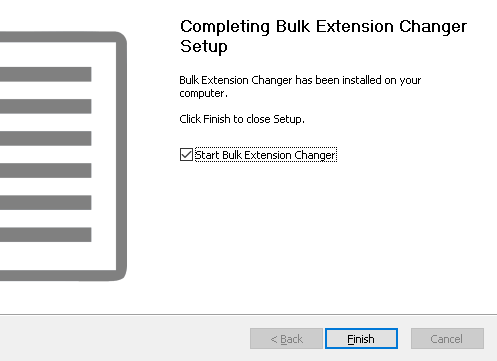 Completing Bulk Extension Changer
Setup
Bulk Extension Changer has been installed on your
computer.
Click Finish to close Setup.
Start Bulk Extension Changer
< Back
Finish
Cancel